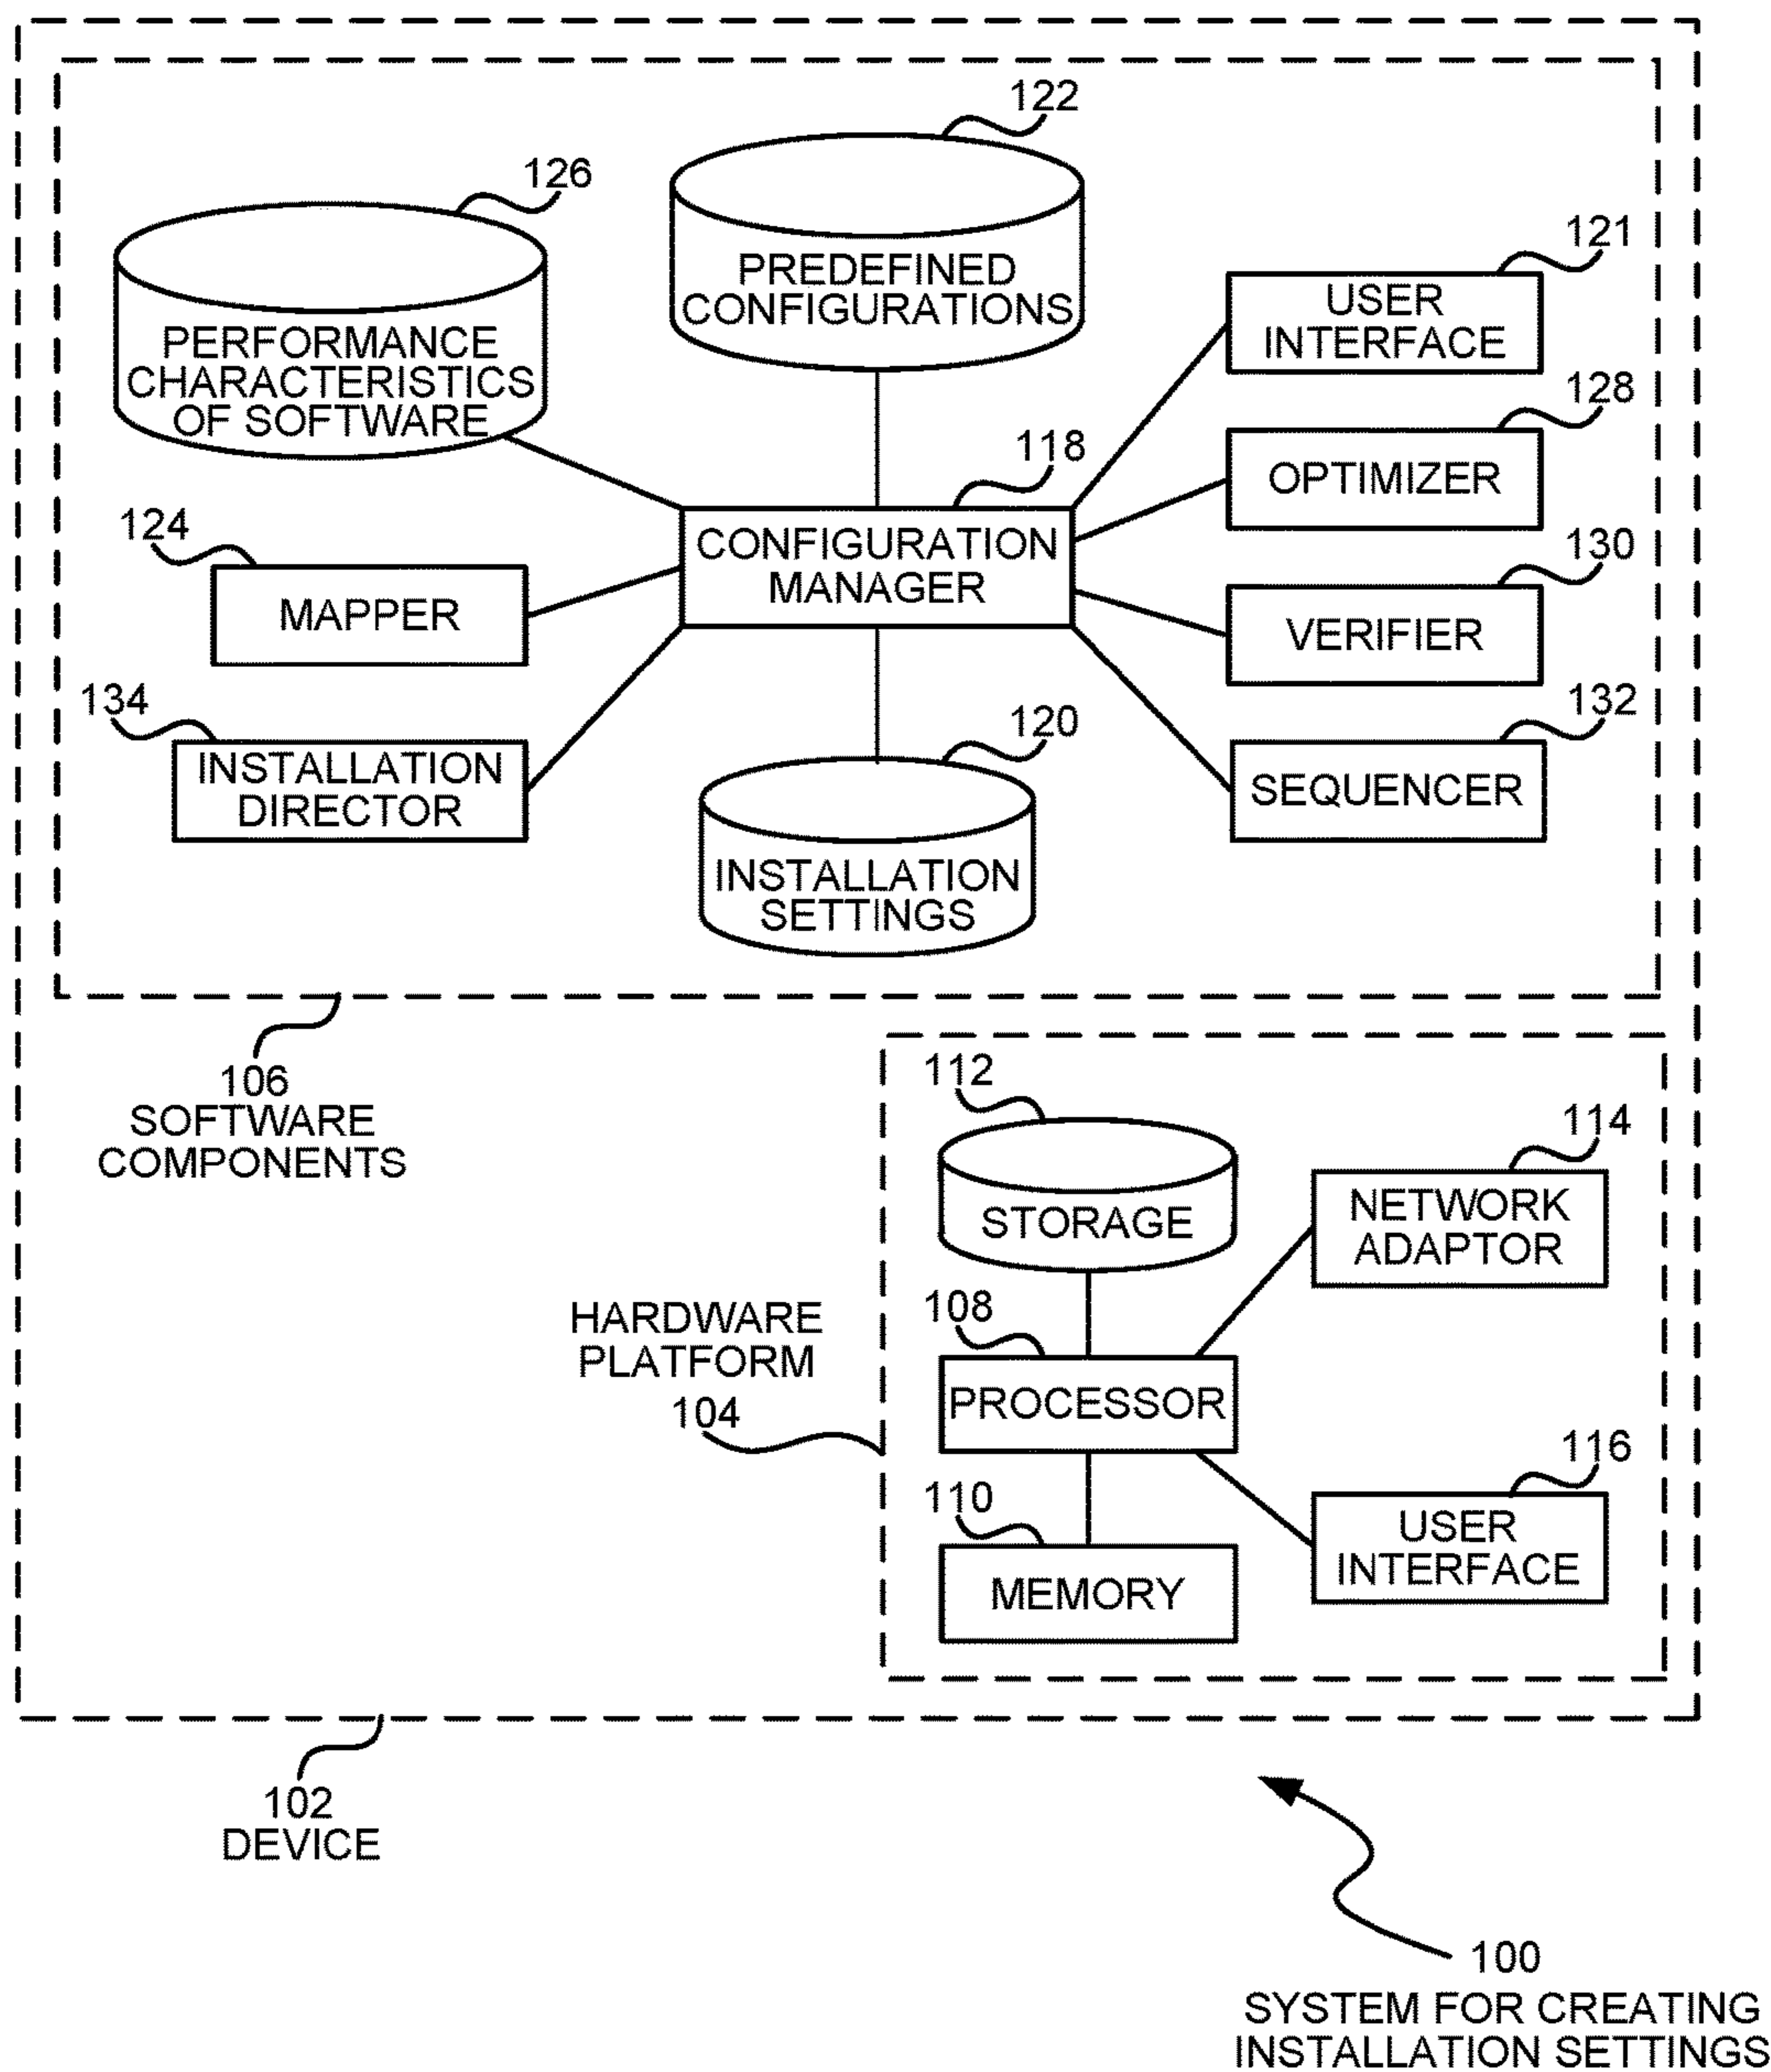 122
126
PREDEFINED
CONFIGURATIONS
PERFORMANCE
CHARACTERISTICS
OF SOFTWARE
121
USER
INTERFACE
128
OPTIMIZER
118
CONFIGURATION
MANAGER
124
MAPPER
130
VERIFIER
134
INSTALLATION
DIRECTOR
120
INSTALLATION
SETTINGS
132
SEQUENCER
106
SOFTWARE
COMPONENTS
112
STORAGE
114
NETWORK
ADAPTOR
HARDWARE
PLATFORM
104
108
PROCESSOR
110
MEMORY
116
USER
INTERFACE
102
DEVICE
100
SYSTEM FOR CREATING
INSTALLATION SETTINGS